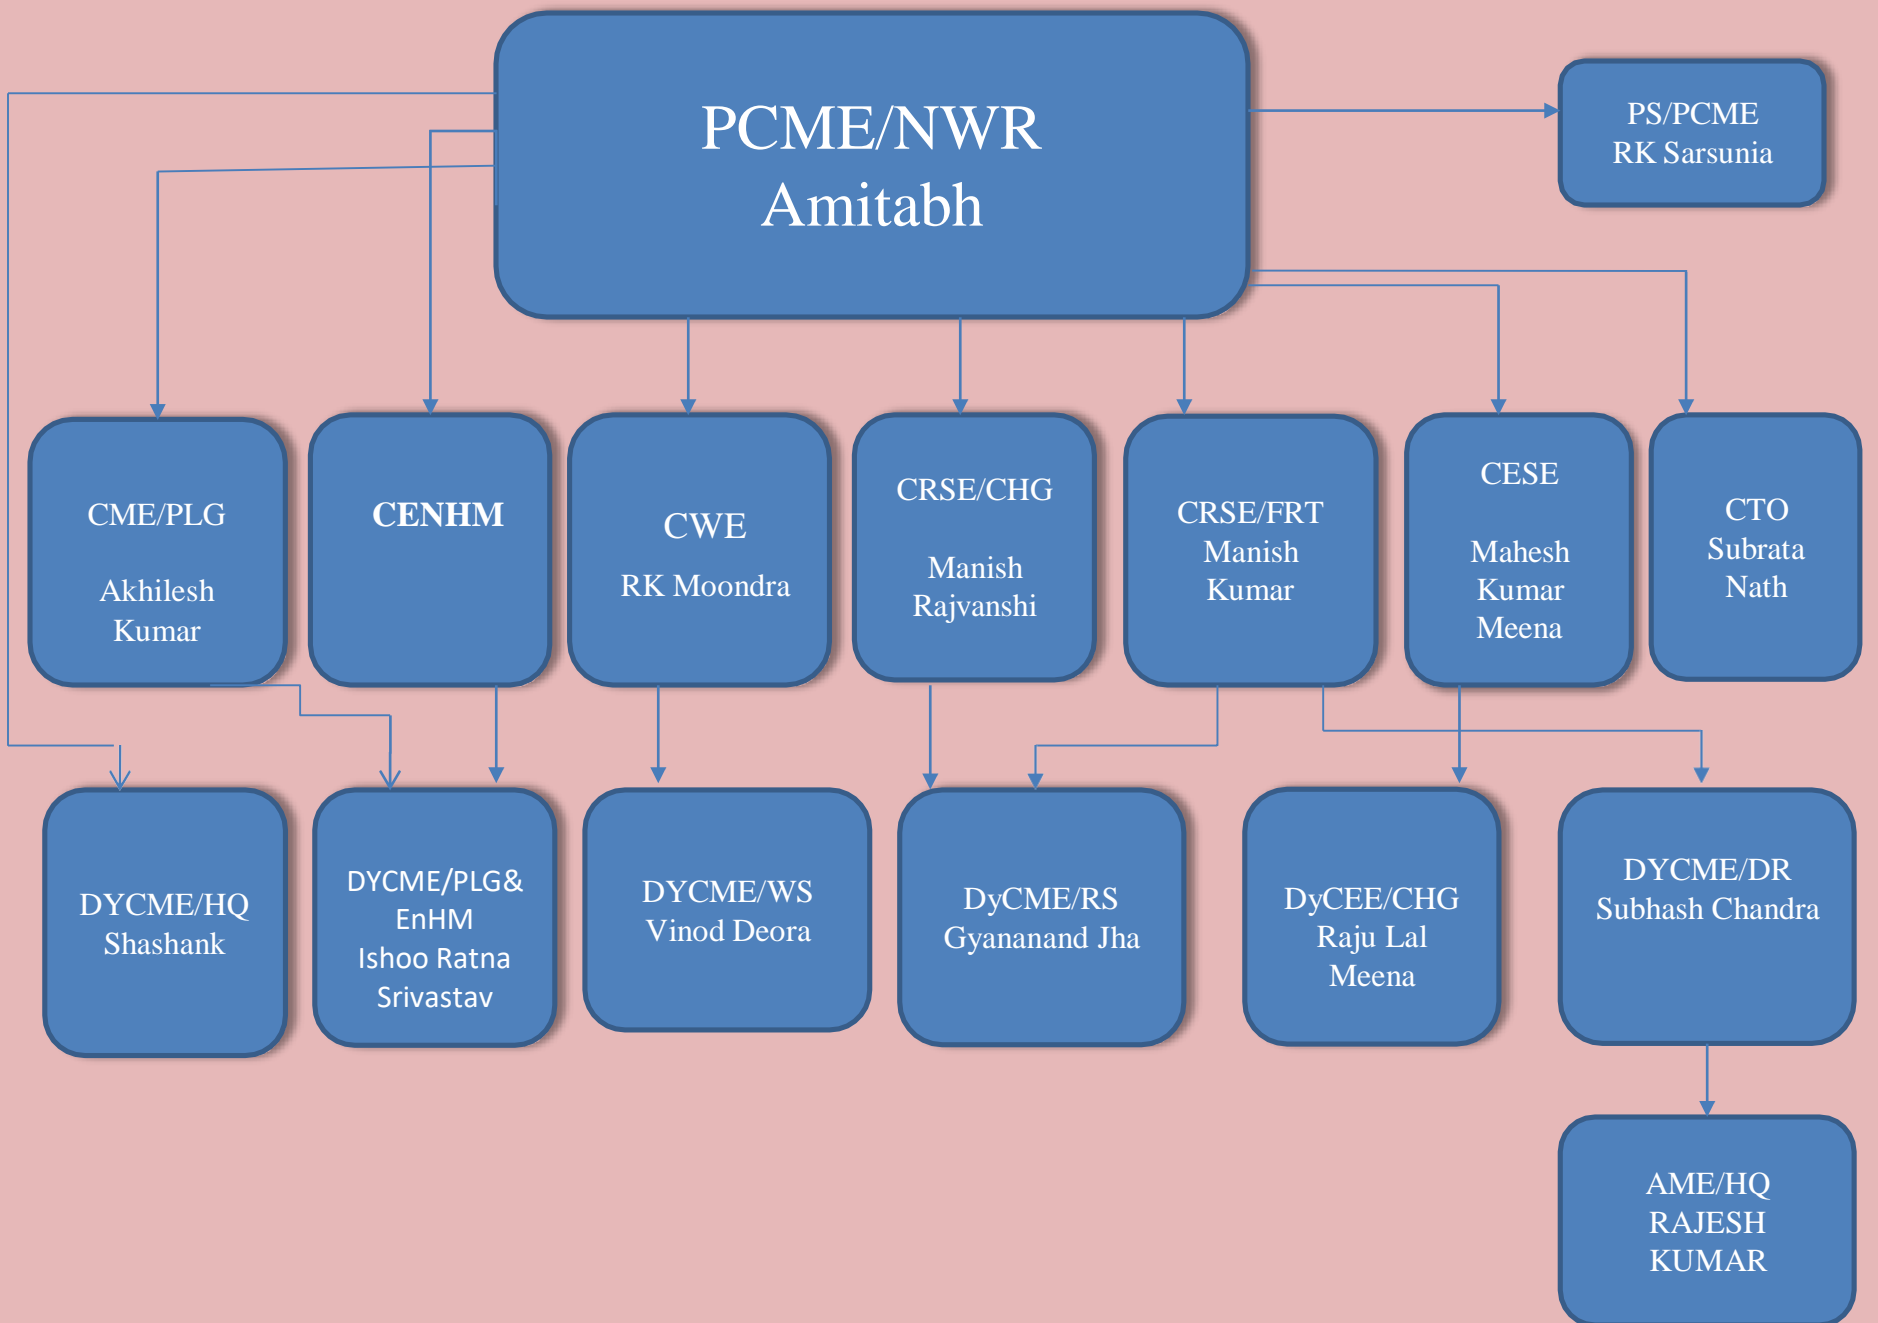 PCME/NWR
Amitabh
PS/PCME
RK Sarsunia
CME/PLG
Akhilesh
Kumar
CENHM
CWE
RK Moondra
CRSE/CHG
Manish
Rajvanshi
CRSE/FRT
Manish
Kumar
CESE
Mahesh
Kumar
Meena
CTO
Subrata
Nath
DYCME/HQ
Shashank
DYCME/PLG&
EnHM
Ishoo Ratna
Srivastav
DYCME/WS
Vinod Deora
DyCME/RS
Gyananand Jha
DyCEE/CHG
Raju Lal
Meena
DYCME/DR
Subhash Chandra
AME/HQ
RAJESH
KUMAR